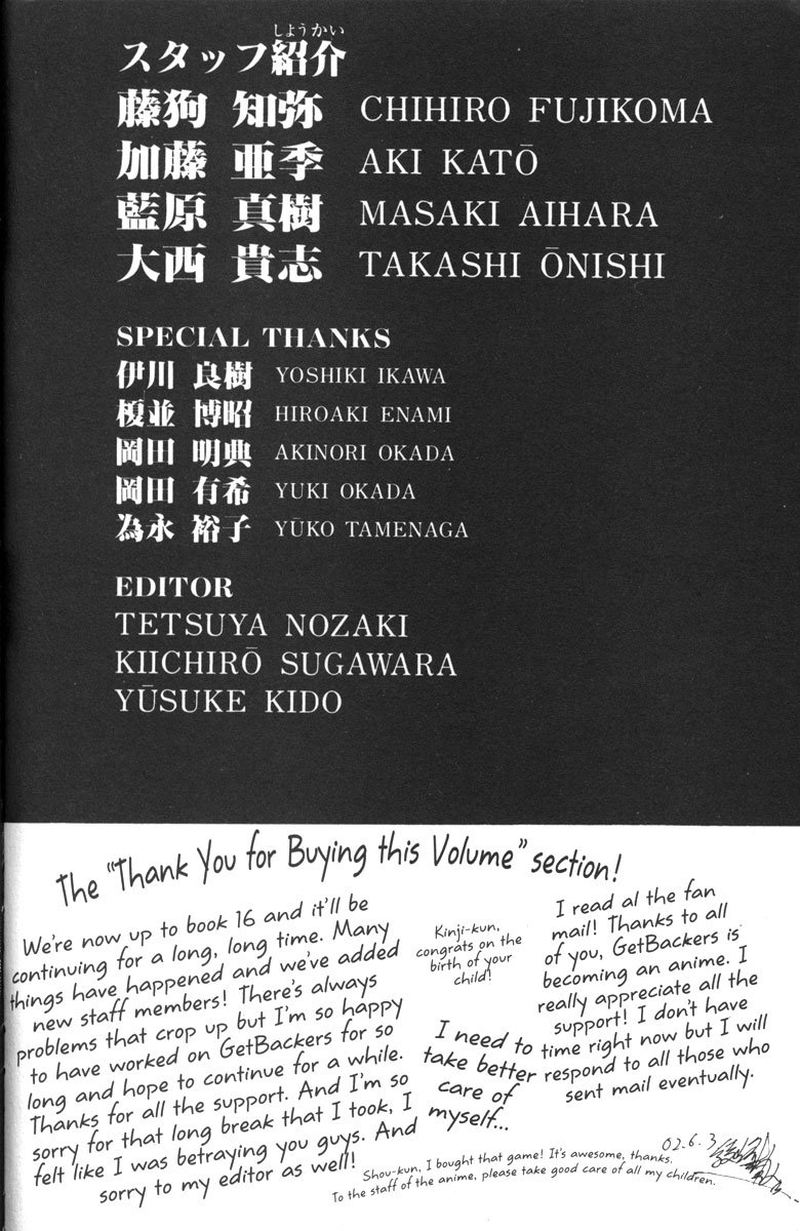 しょうかい
スタッフ紹介
藤狗 知弥 CHIHIRO FUJIKOMA
加藤 亜季 AKI KATŌ
藍原 真樹 MASAKI AIHARA
大西 貴志 TAKASHI ŌNISHI
SPECIAL THANKS
伊川 良樹 YOSHIKI IKAWA
榎並 博昭 HIROAKI ENAMI
岡田 明典 AKINORI OKADA
岡田 有希 YUKI OKADA
為永 裕子 YŪKO TAMENAGA
EDITOR
TETSUYA NOZAKI
KIICHIRŌ SUGAWARA
YŪSUKE KIDO
The "Thank You for Buying this Volume" section!
We're now up to book 16 and it'll be
continuing for a long, long time. Many
things have happened and we've added
new staff members! There's always
problems that crop up but I'm so happy
to have worked on GetBackers for so
long and hope to continue for a while.
Thanks for all the support. And I'm so
sorry for that long break that I took, I
felt like I was betraying you guys. And
sorry to my editor as well!
Kinji-kun,
congrats on the
birth of your
child!
I need to
take better
care of
myself...
I read al the fan
mail! Thanks to all
of you, GetBackers is
becoming an anime. I
really appreciate all the
support! I don't have
time right now but I will
respond to all those who
sent mail eventually.
Shou-kun, I bought that game! It's awesome, thanks.
To the staff of the anime, please take good care of all my children.
02.6.3